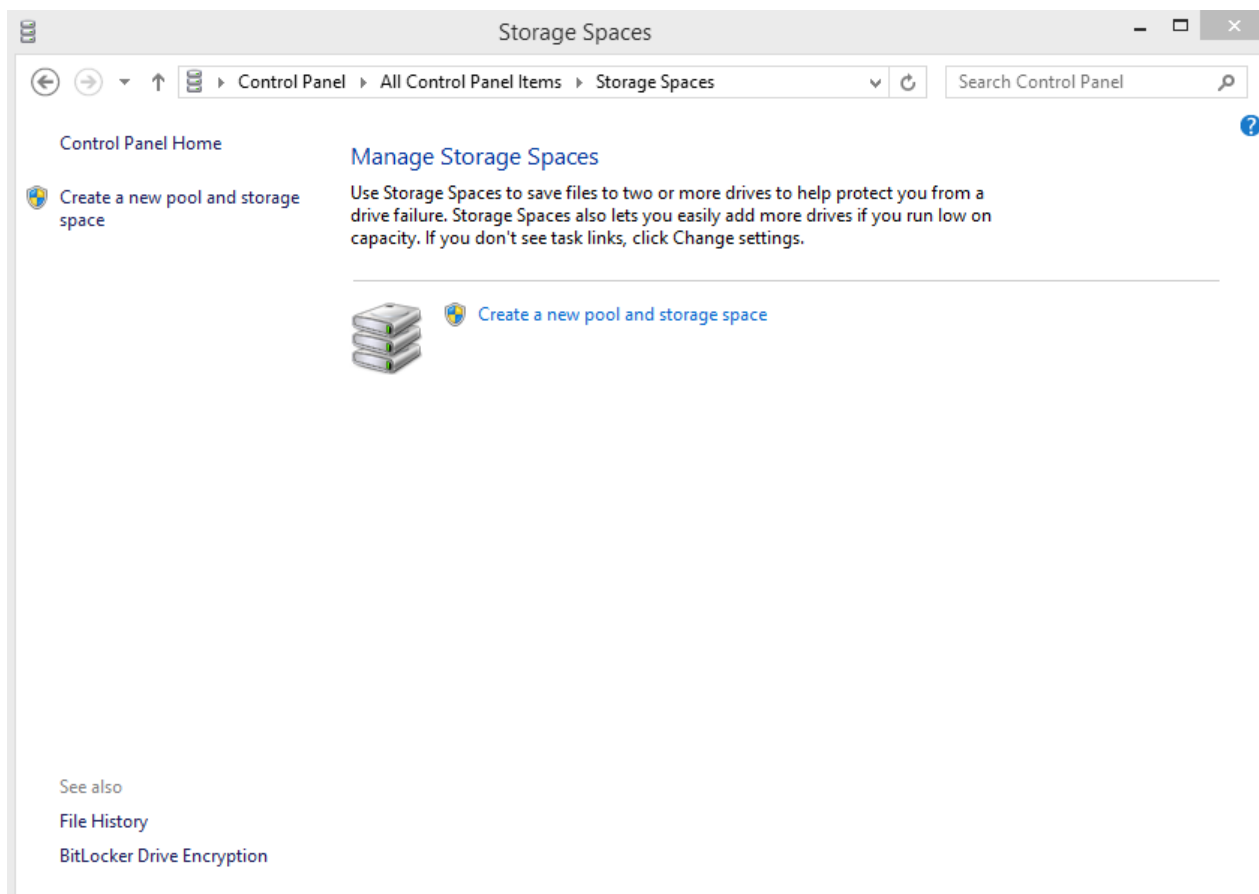 Storage Spaces
Control Panel All Control Panel Items Storage Spaces
Search Control Panel
Control Panel Home
Create a new pool and storage
space
Manage Storage Spaces
Use Storage Spaces to save files to two or more drives to help protect you from a
drive failure. Storage Spaces also lets you easily add more drives if you run low on
capacity. If you don't see task links, click Change settings.
Create a new pool and storage space
See also
File History
BitLocker Drive Encryption